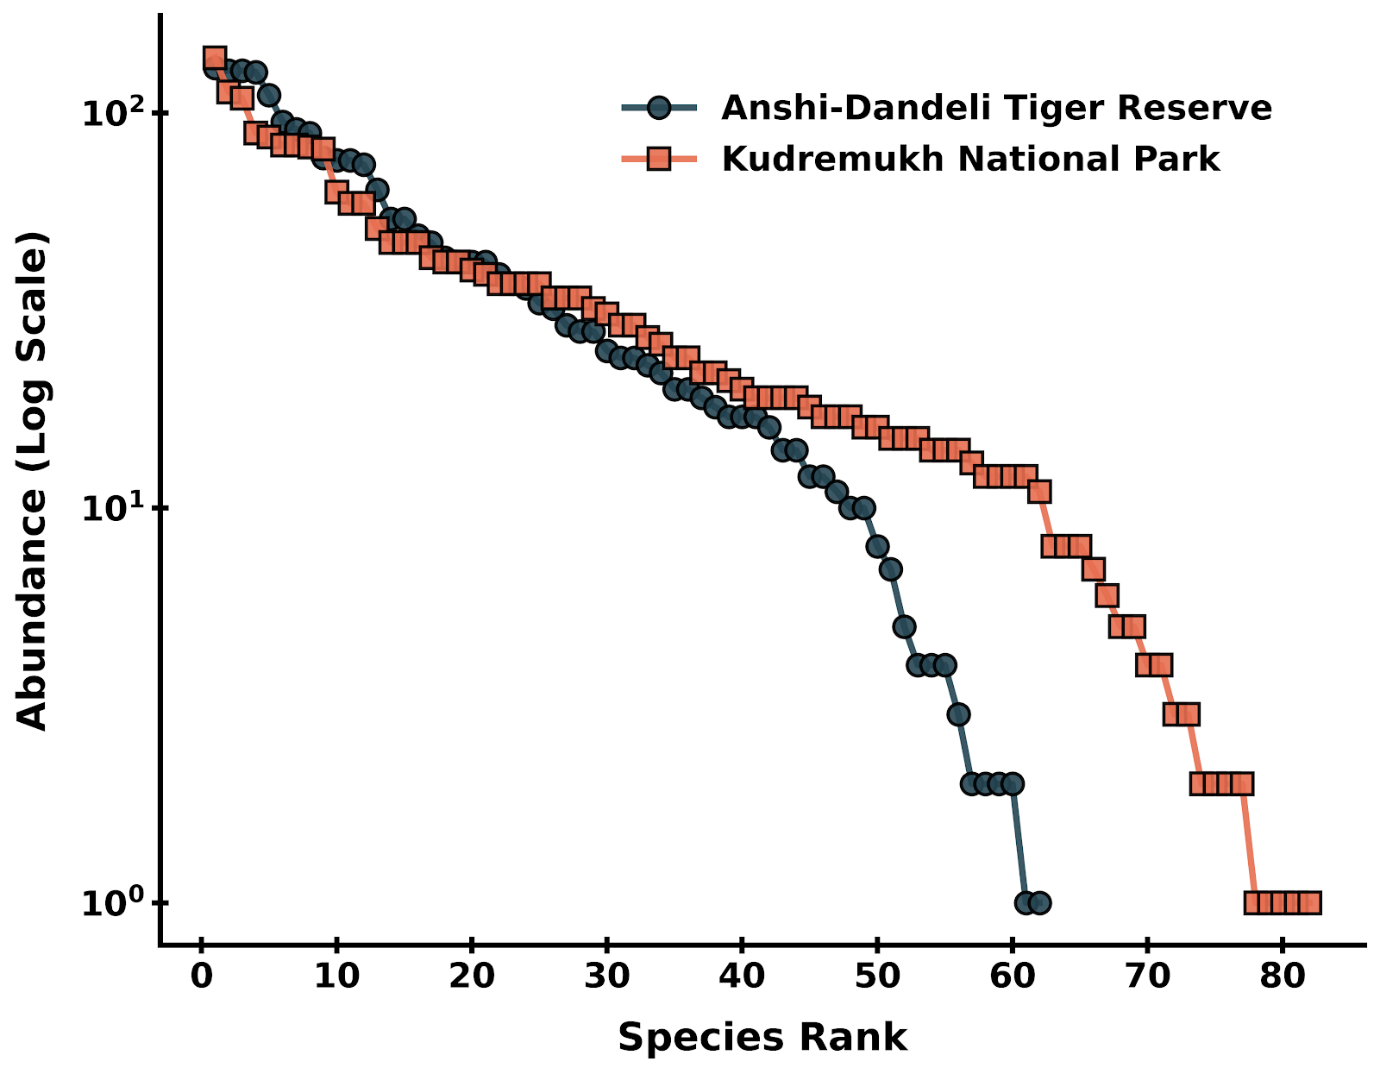 Anshi-Dandeli Tiger Reserve
Kudremukh National Park
Abundance (Log Scale)
10²
10¹
10⁰
0 10 20 30 40 50 60 70 80
Species Rank